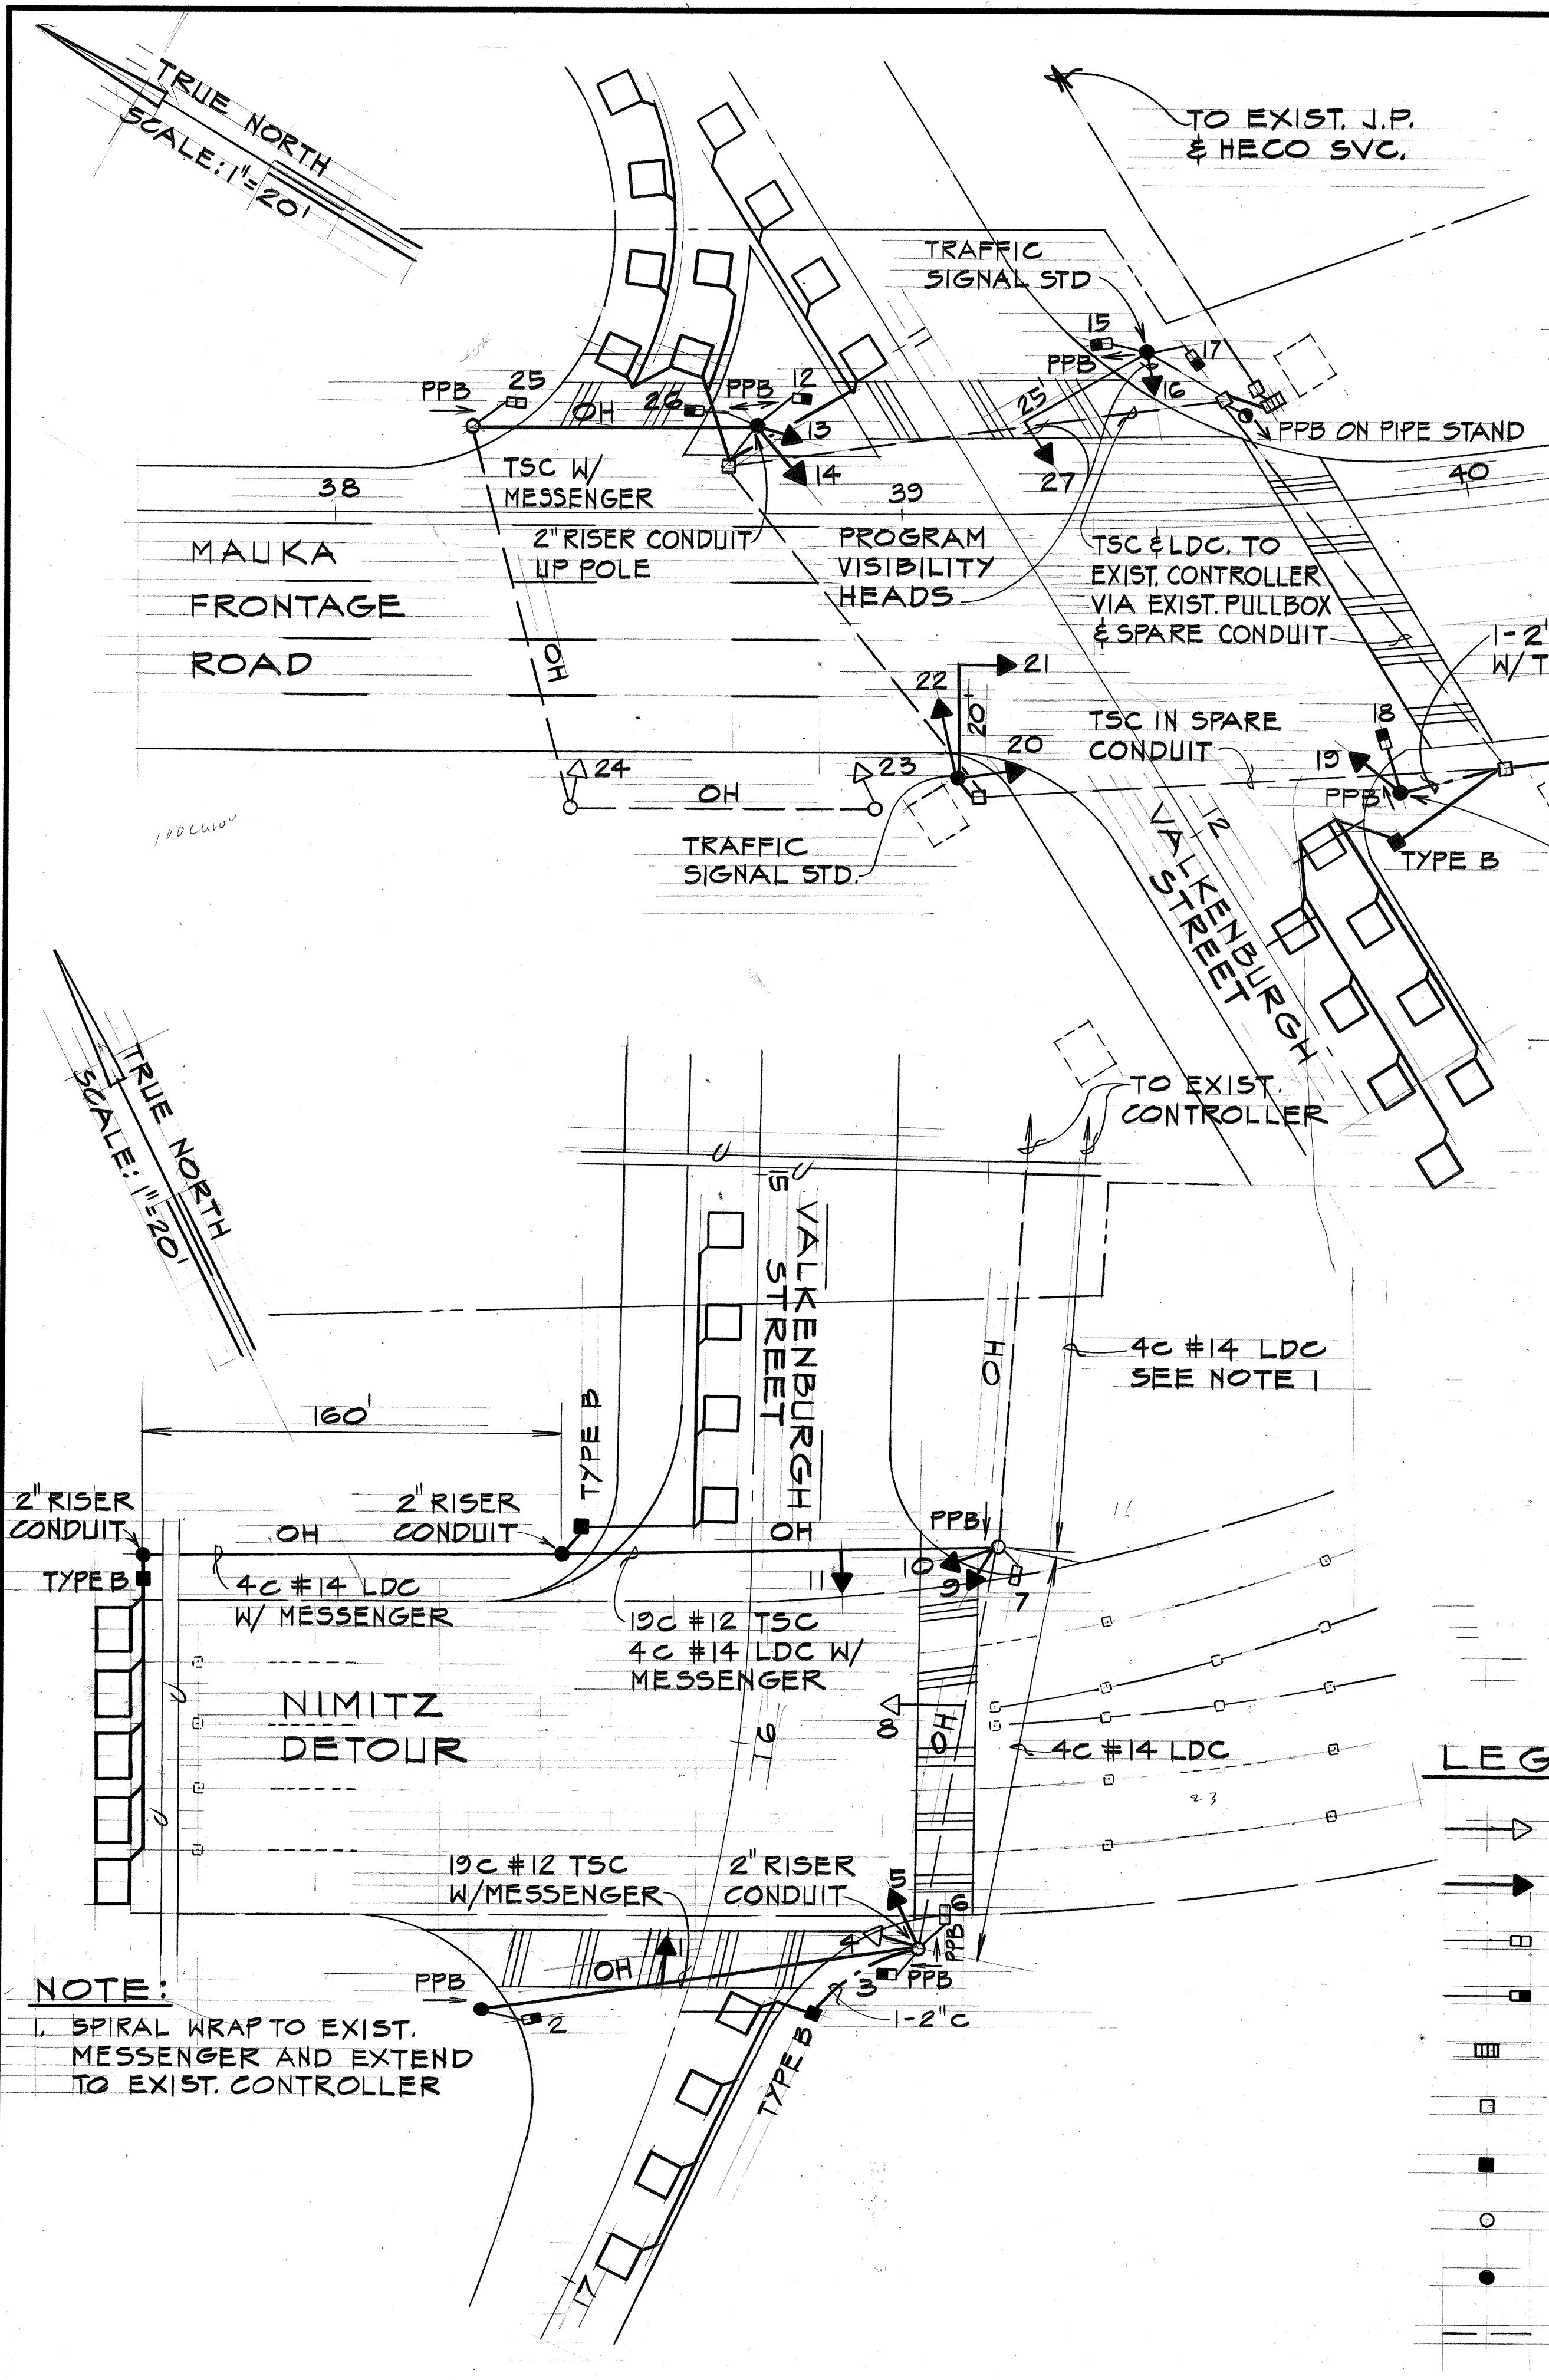 TRUE NORTH
SCALE: 1"=20'
TO EXIST. J.P.
& HECO SVC.
TRAFFIC
SIGNAL STD
15
PPB
17
16
25'
PPB
25
26
PPB
12
OH
13
14
27
PPB ON PIPE STAND
TSC W/
MESSENGER
38
39
40
2" RISER CONDUIT
UP POLE
PROGRAM
VISIBILITY
HEADS
TSC & LDC. TO
EXIST. CONTROLLER
VIA EXIST. PULLBOX
& SPARE CONDUIT
MAUKA
FRONTAGE
ROAD
OH
1-2"
W/T
21
22
20'
20
TSC IN SPARE
CONDUIT
18
19
PPB
24
23
OH
TRAFFIC
SIGNAL STD.
TYPE B
12
VALKENBURGH
STREET
TRUE NORTH
SCALE: 1"=20'
TO EXIST.
CONTROLLER
15
VALKENBURGH
STREET
OH
4C #14 LDC
SEE NOTE 1
160'
TYPE B
2" RISER
CONDUIT
2" RISER
CONDUIT
OH
OH
PPB
16
TYPE B
4C #14 LDC
W/ MESSENGER
11
10
9
7
19C #12 TSC
4C #14 LDC W/
MESSENGER
NIMITZ
DETOUR
16
8
OH
4C #14 LDC
23
LEG
19C #12 TSC
W/MESSENGER
2" RISER
CONDUIT
5
6
4
PPB
1
OH
PPB
3
PPB
2
1-2"C
TYPE B
17
NOTE:
1. SPIRAL WRAP TO EXIST.
MESSENGER AND EXTEND
TO EXIST. CONTROLLER